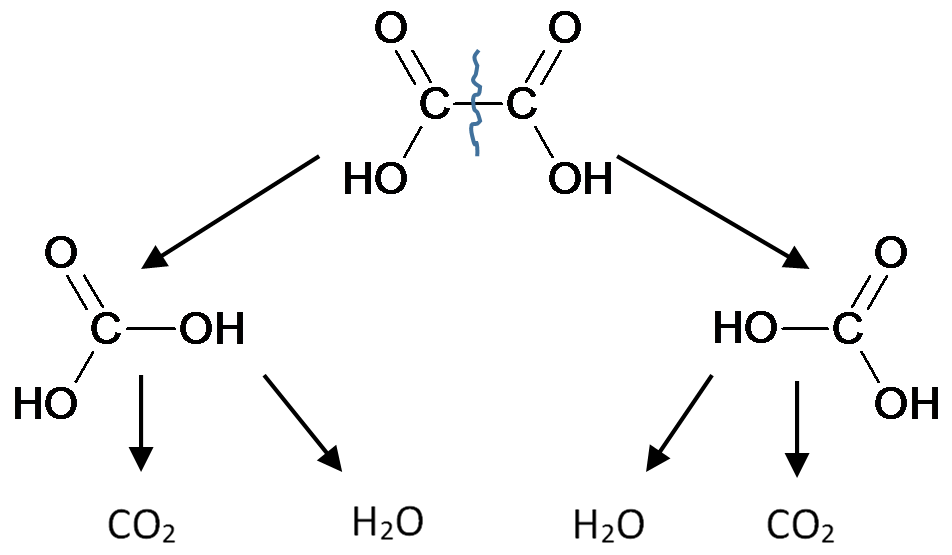 O O
C C
HO OH
O O
C OH HO C
HO OH
CO₂ H₂O H₂O CO₂